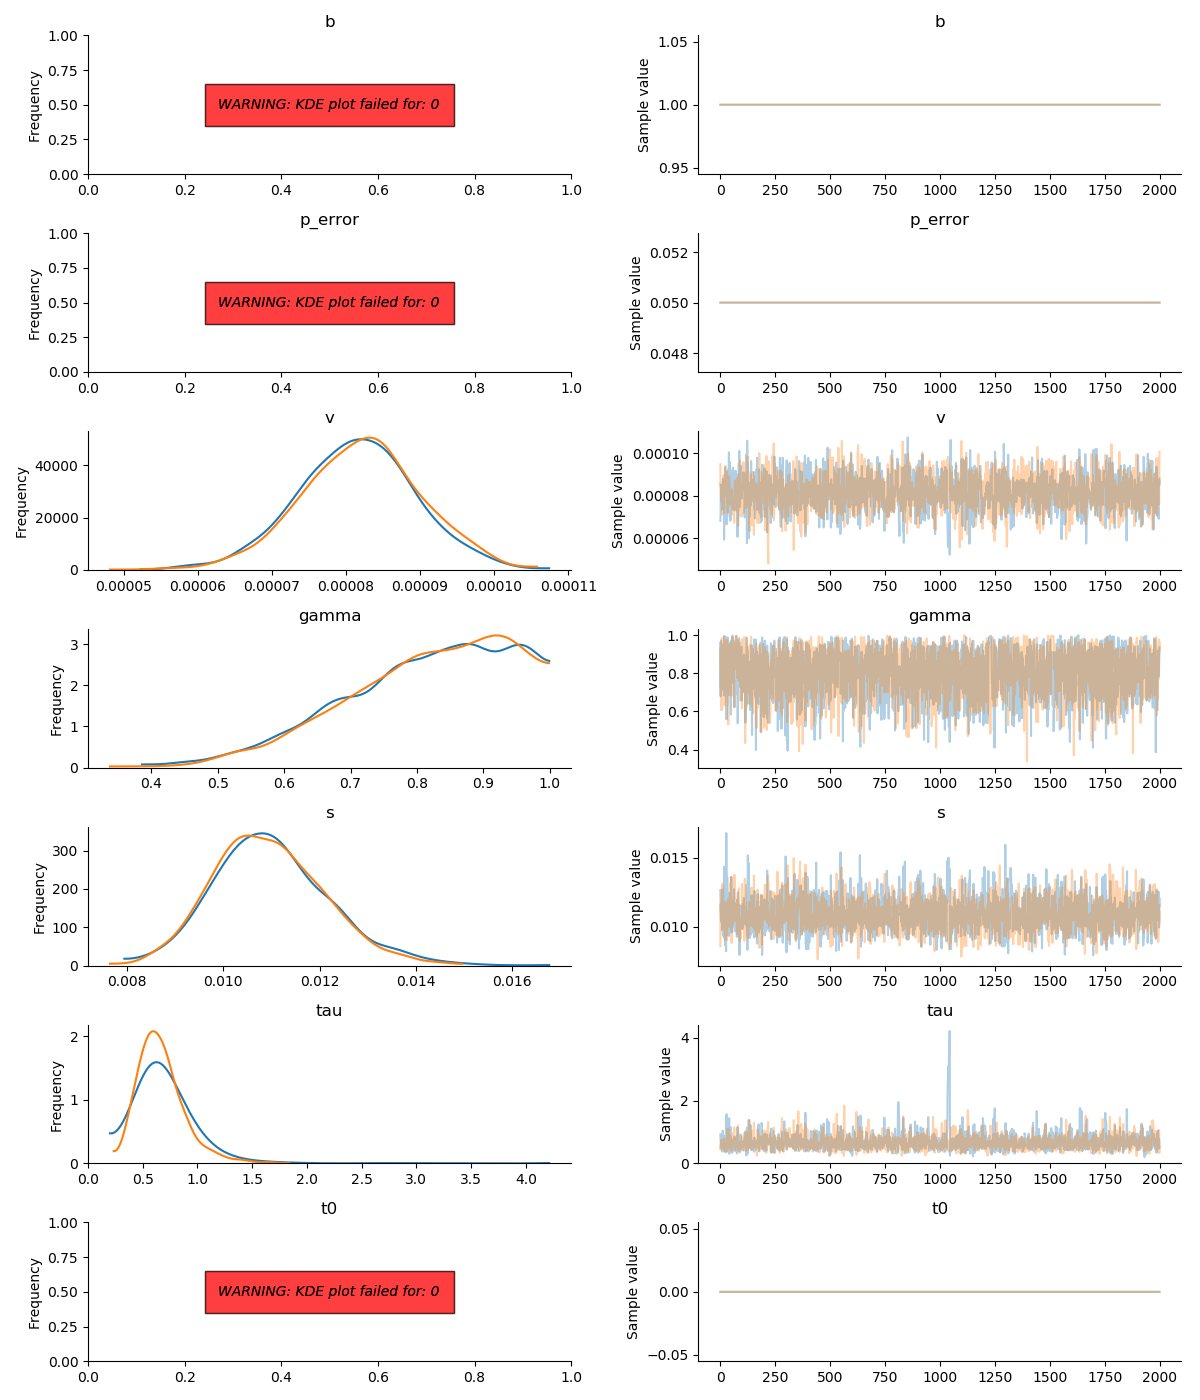 b
b
Frequency
1.00
0.75
0.50
0.25
0.00
WARNING: KDE plot failed for: 0
0.0 0.2 0.4 0.6 0.8 1.0
Sample value
1.05
1.00
0.95
0 250 500 750 1000 1250 1500 1750 2000
p_error
p_error
Frequency
1.00
0.75
0.50
0.25
0.00
WARNING: KDE plot failed for: 0
0.0 0.2 0.4 0.6 0.8 1.0
Sample value
0.052
0.050
0.048
0 250 500 750 1000 1250 1500 1750 2000
v
v
Frequency
40000
20000
0
0.00005 0.00006 0.00007 0.00008 0.00009 0.00010 0.00011
Sample value
0.00010
0.00008
0.00006
0 250 500 750 1000 1250 1500 1750 2000
gamma
gamma
Frequency
3
2
1
0
0.4 0.5 0.6 0.7 0.8 0.9 1.0
Sample value
1.0
0.8
0.6
0.4
0 250 500 750 1000 1250 1500 1750 2000
s
s
Frequency
300
200
100
0
0.008 0.010 0.012 0.014 0.016
Sample value
0.015
0.010
0 250 500 750 1000 1250 1500 1750 2000
tau
tau
Frequency
2
1
0
0.0 0.5 1.0 1.5 2.0 2.5 3.0 3.5 4.0
Sample value
4
2
0
0 250 500 750 1000 1250 1500 1750 2000
t0
t0
Frequency
1.00
0.75
0.50
0.25
0.00
WARNING: KDE plot failed for: 0
0.0 0.2 0.4 0.6 0.8 1.0
Sample value
0.05
0.00
−0.05
0 250 500 750 1000 1250 1500 1750 2000